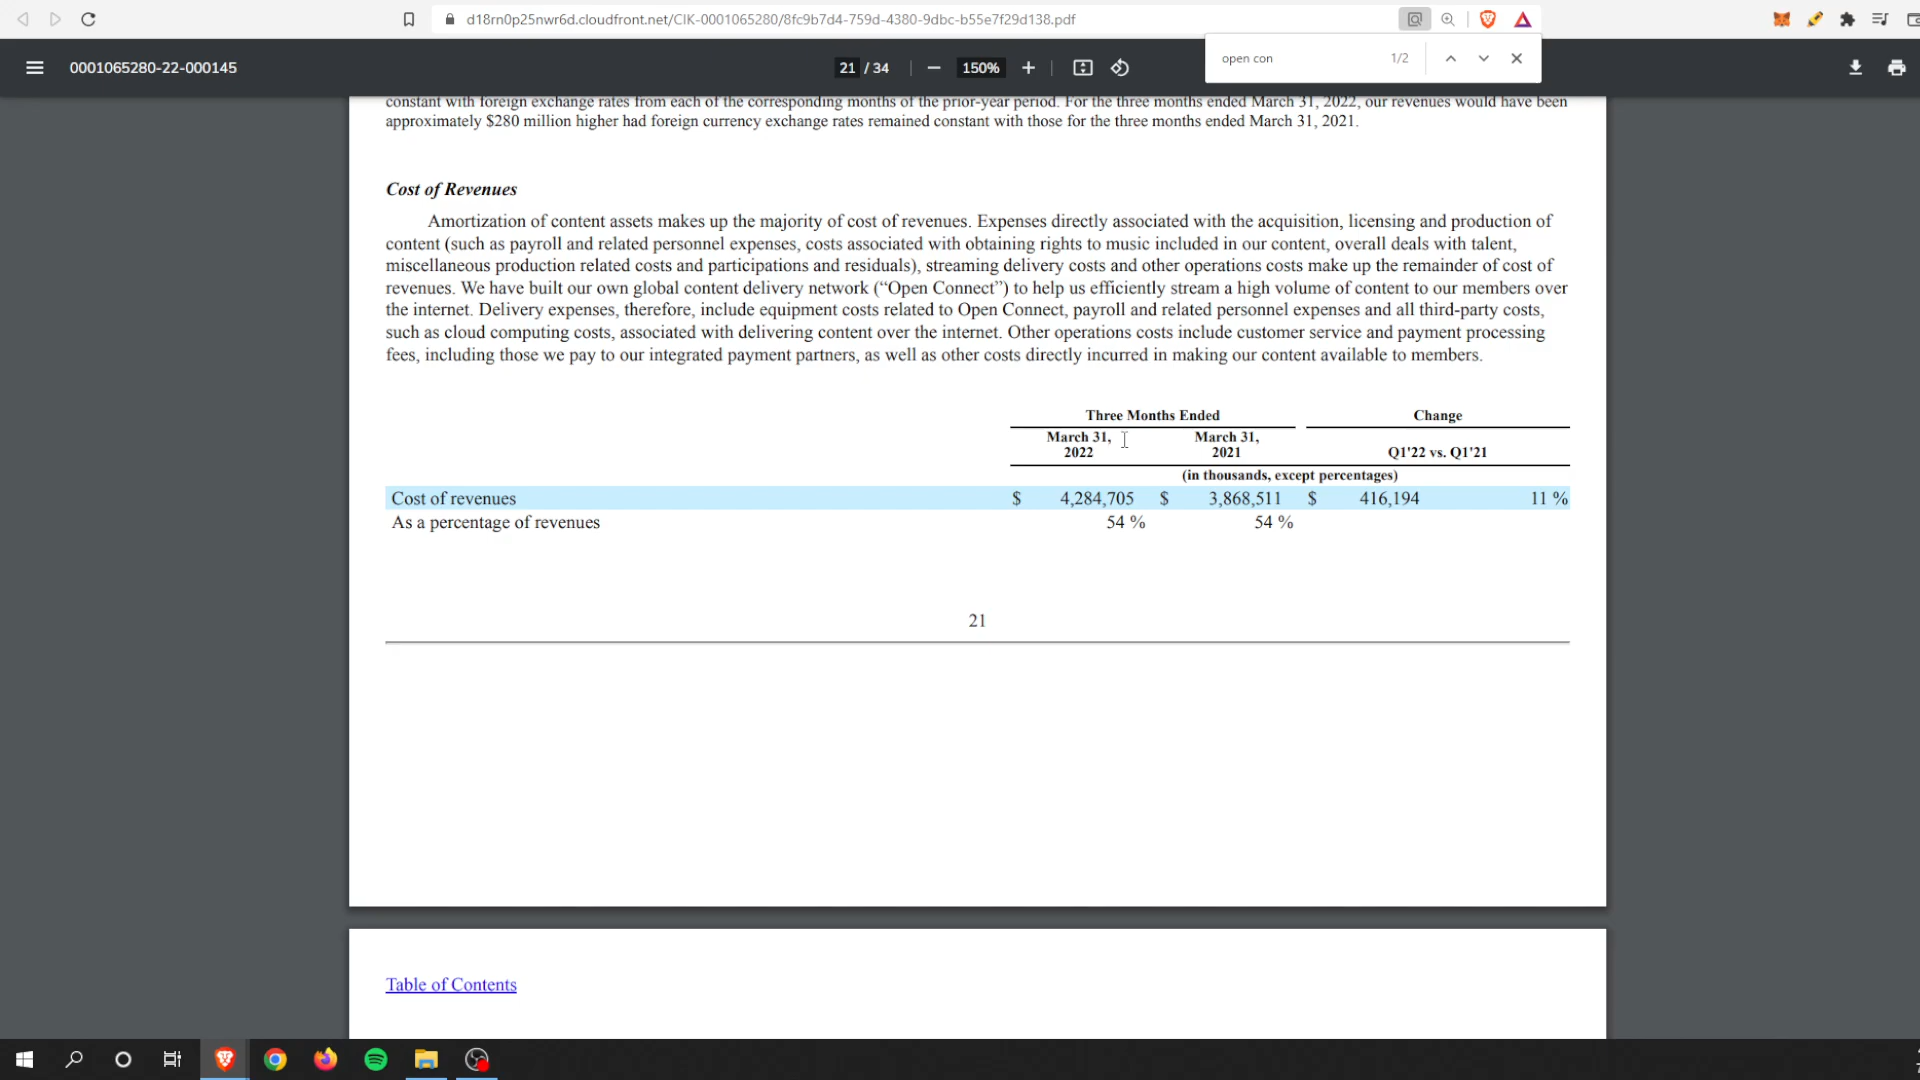 d18rn0p25nwr6d.cloudfront.net/CIK-0001065280/8fc9b7d4-759d-4380-9dbc-b55e7f29d138.pdf
0001065280-22-000145
21 / 34
150%
open con
1/2
constant with foreign exchange rates from each of the corresponding months of the prior-year period. For the three months ended March 31, 2022, our revenues would have been
approximately $280 million higher had foreign currency exchange rates remained constant with those for the three months ended March 31, 2021.
Cost of Revenues
Amortization of content assets makes up the majority of cost of revenues. Expenses directly associated with the acquisition, licensing and production of
content (such as payroll and related personnel expenses, costs associated with obtaining rights to music included in our content, overall deals with talent,
miscellaneous production related costs and participations and residuals), streaming delivery costs and other operations costs make up the remainder of cost of
revenues. We have built our own global content delivery network (“Open Connect”) to help us efficiently stream a high volume of content to our members over
the internet. Delivery expenses, therefore, include equipment costs related to Open Connect, payroll and related personnel expenses and all third-party costs,
such as cloud computing costs, associated with delivering content over the internet. Other operations costs include customer service and payment processing
fees, including those we pay to our integrated payment partners, as well as other costs directly incurred in making our content available to members.
Three Months Ended Change
March 31, March 31,
2022 2021 Q1'22 vs. Q1'21
(in thousands, except percentages)
Cost of revenues $ 4,284,705 $ 3,868,511 $ 416,194 11 %
As a percentage of revenues 54 % 54 %
21
Table of Contents